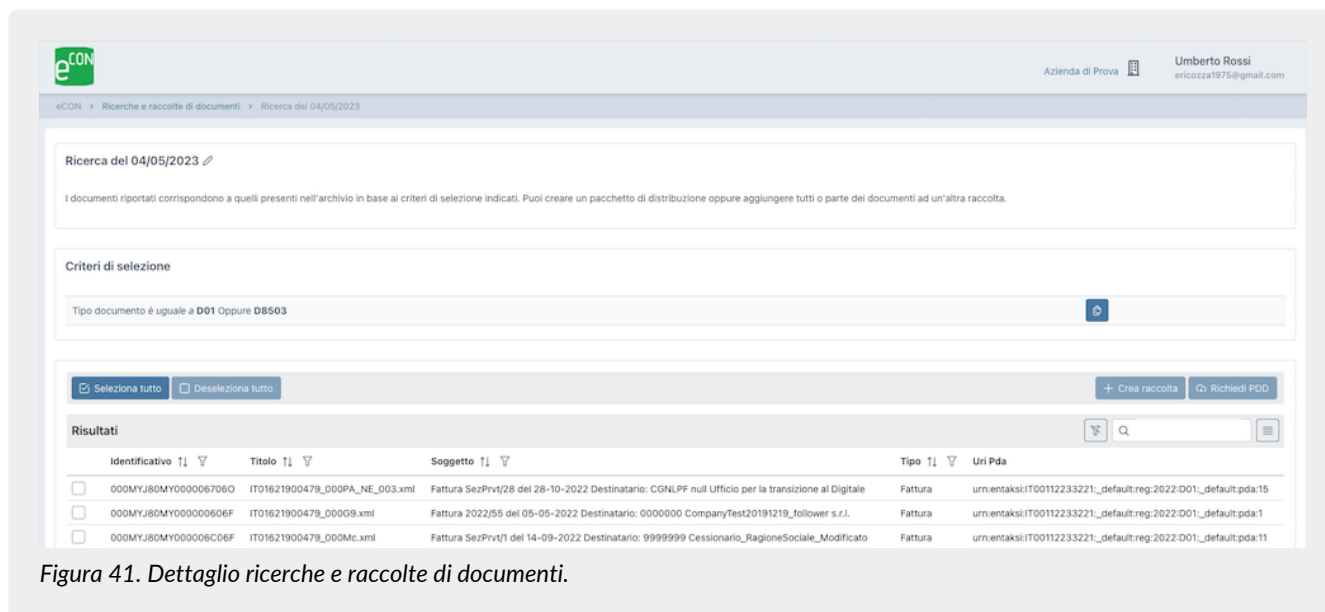 eCON
Azienda di Prova
Umberto Rossi
ericozza1975@gmail.com
eCON > Ricerche e raccolte di documenti > Ricerca del 04/05/2023
Ricerca del 04/05/2023
I documenti riportati corrispondono a quelli presenti nell'archivio in base ai criteri di selezione indicati. Puoi creare un pacchetto di distribuzione oppure aggiungere tutti o parte dei documenti ad un'altra raccolta.
Criteri di selezione
Tipo documento è uguale a D01 Oppure D8503
Seleziona tutto Deseleziona tutto + Crea raccolta Richiedi PDD
Risultati
Identificativo Titolo Soggetto Tipo Uri Pda
000MYJ80MY000006706O IT01621900479_000PA_NE_003.xml Fattura SezPrvt/28 del 28-10-2022 Destinatario: CGNLPF null Ufficio per la transizione al Digitale Fattura urn:entaksi:IT00112233221:_default:reg:2022:D01:_default:pda:15
000MYJ80MY000000606F IT01621900479_000G9.xml Fattura 2022/55 del 05-05-2022 Destinatario: 0000000 CompanyTest20191219_follower s.r.l. Fattura urn:entaksi:IT00112233221:_default:reg:2022:D01:_default:pda:1
000MYJ80MY000006C06F IT01621900479_000Mc.xml Fattura SezPrvt/1 del 14-09-2022 Destinatario: 9999999 Cessionario_RagioneSociale_Modificato Fattura urn:entaksi:IT00112233221:_default:reg:2022:D01:_default:pda:11
Figura 41. Dettaglio ricerche e raccolte di documenti.